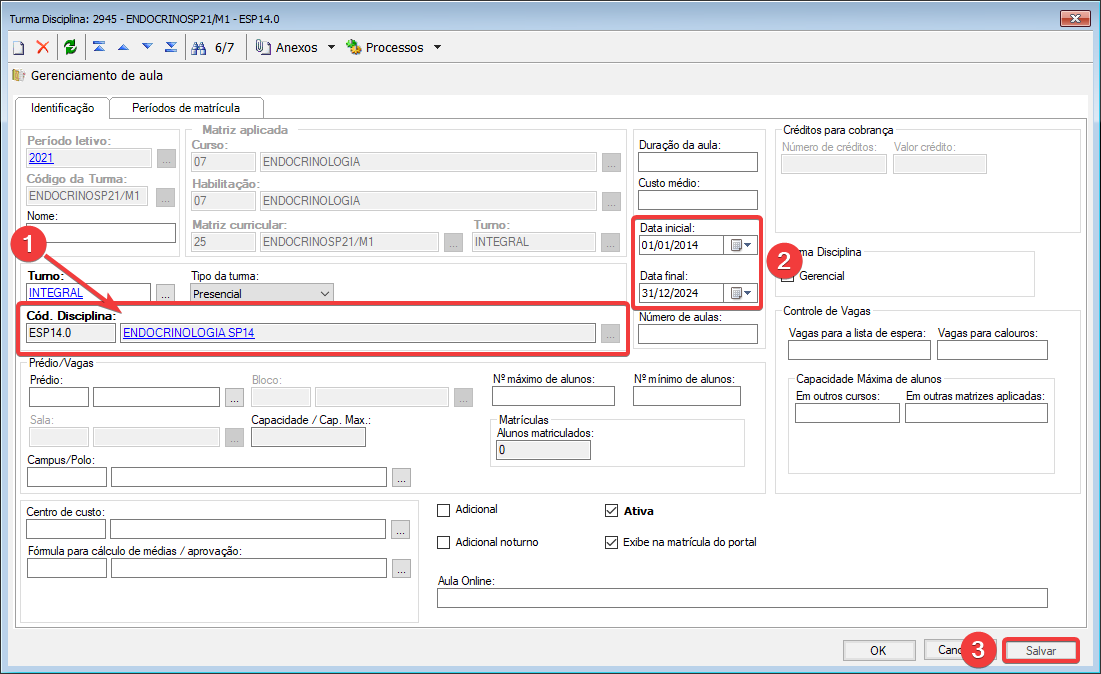 Turma Disciplina: 2945 - ENDOCRINOSP21/M1 - ESP14.0
6/7 Anexos Processos
Gerenciamento de aula
Identificação Períodos de matrícula
Período letivo:
2021 ...
Código da Turma:
ENDOCRINOSP21/M1 ...
Nome:
Matriz aplicada
Curso:
07 ENDOCRINOLOGIA ...
Habilitação:
07 ENDOCRINOLOGIA ...
Matriz curricular: Turno:
25 ENDOCRINOSP21/M1 ... INTEGRAL ...
Duração da aula:
Custo médio:
Data inicial:
01/01/2014
Data final:
31/12/2024
Número de aulas:
Créditos para cobrança
Número de créditos: Valor crédito:
1
2
Disciplina
Gerencial
Turno: Tipo da turma:
INTEGRAL ... Presencial
Cód. Disciplina:
ESP14.0 ENDOCRINOLOGIA SP14 ...
Controle de Vagas
Vagas para a lista de espera: Vagas para calouros:
Capacidade Máxima de alunos
Em outros cursos: Em outras matrizes aplicadas:
Prédio/Vagas
Prédio: Bloco: Nº máximo de alunos: Nº mínimo de alunos:
... ...
Sala: Capacidade / Cap. Max.:
...
Matrículas
Alunos matriculados:
0
Campus/Polo:
...
Centro de custo:
...
Fórmula para cálculo de médias / aprovação:
...
Adicional Ativa
Adicional noturno Exibe na matrícula do portal
Aula Online:
OK Canc 3 Salvar